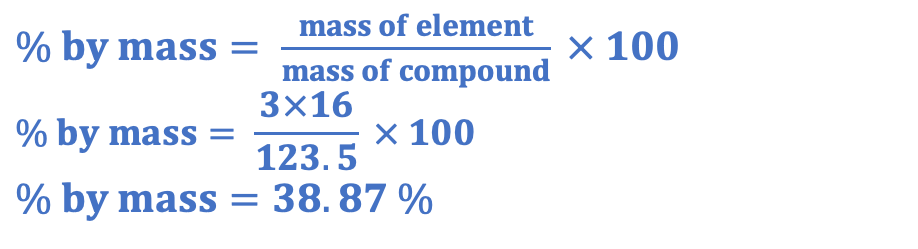 % by mass = mass of element / mass of compound × 100
% by mass = 3×16 / 123.5 × 100
% by mass = 38.87 %